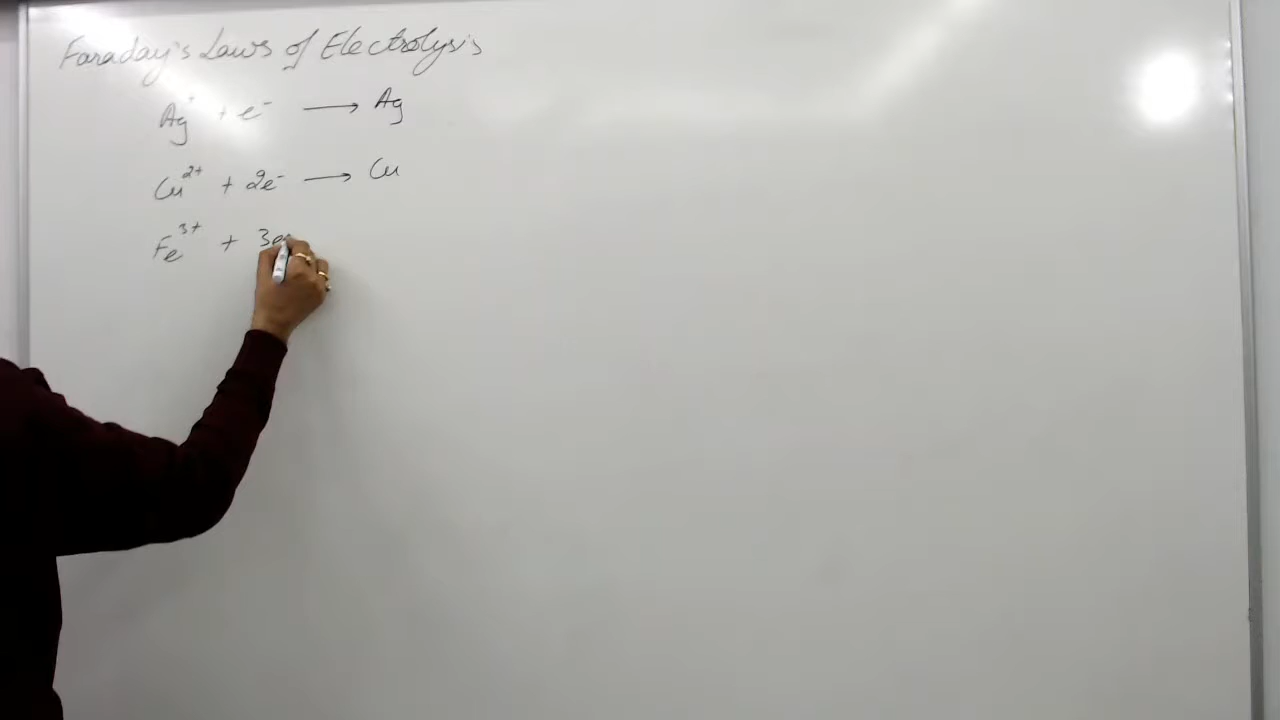 Faraday's Laws of Electrolysis
Ag⁺ + e⁻ ⟶ Ag
Cu²⁺ + 2e⁻ ⟶ Cu
Fe³⁺ + 3e